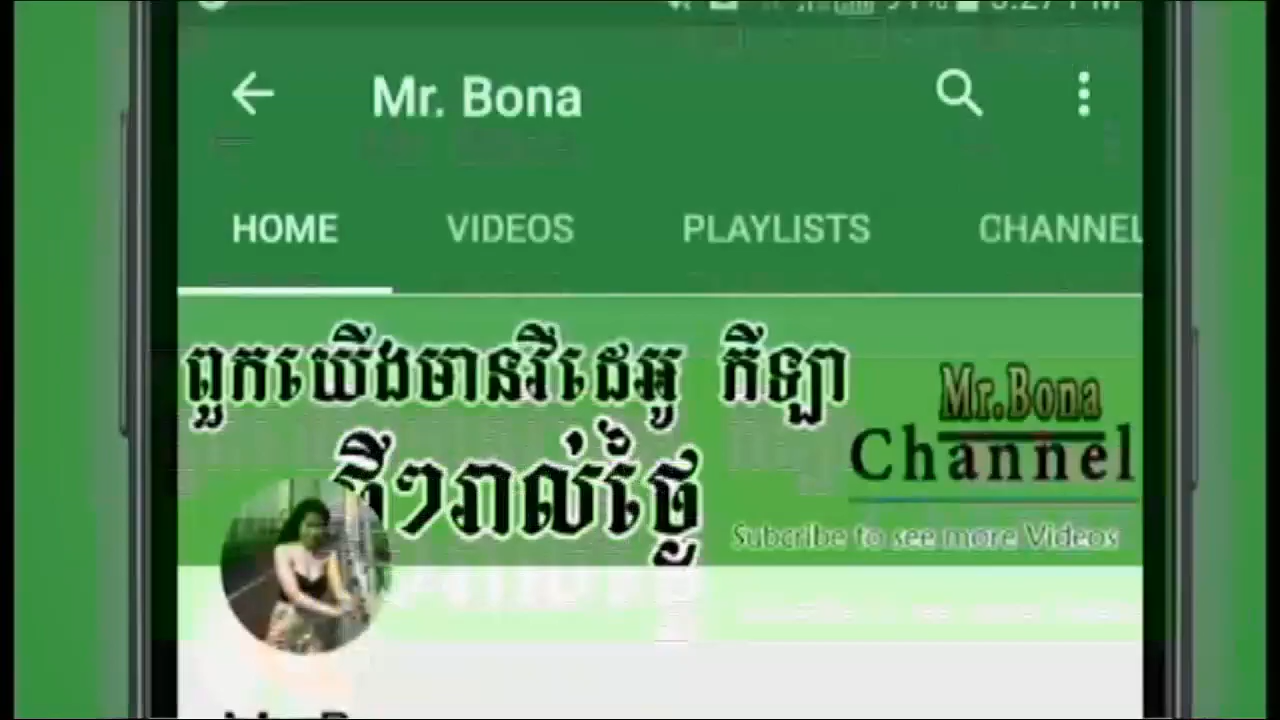 Mr. Bona
HOME VIDEOS PLAYLISTS CHANNEL
ពួកយើងមានវីដេអូ កីឡា
ថ្មីៗរាល់ថ្ងៃ
Mr.Bona
Channel
Subcribe to see more Videos